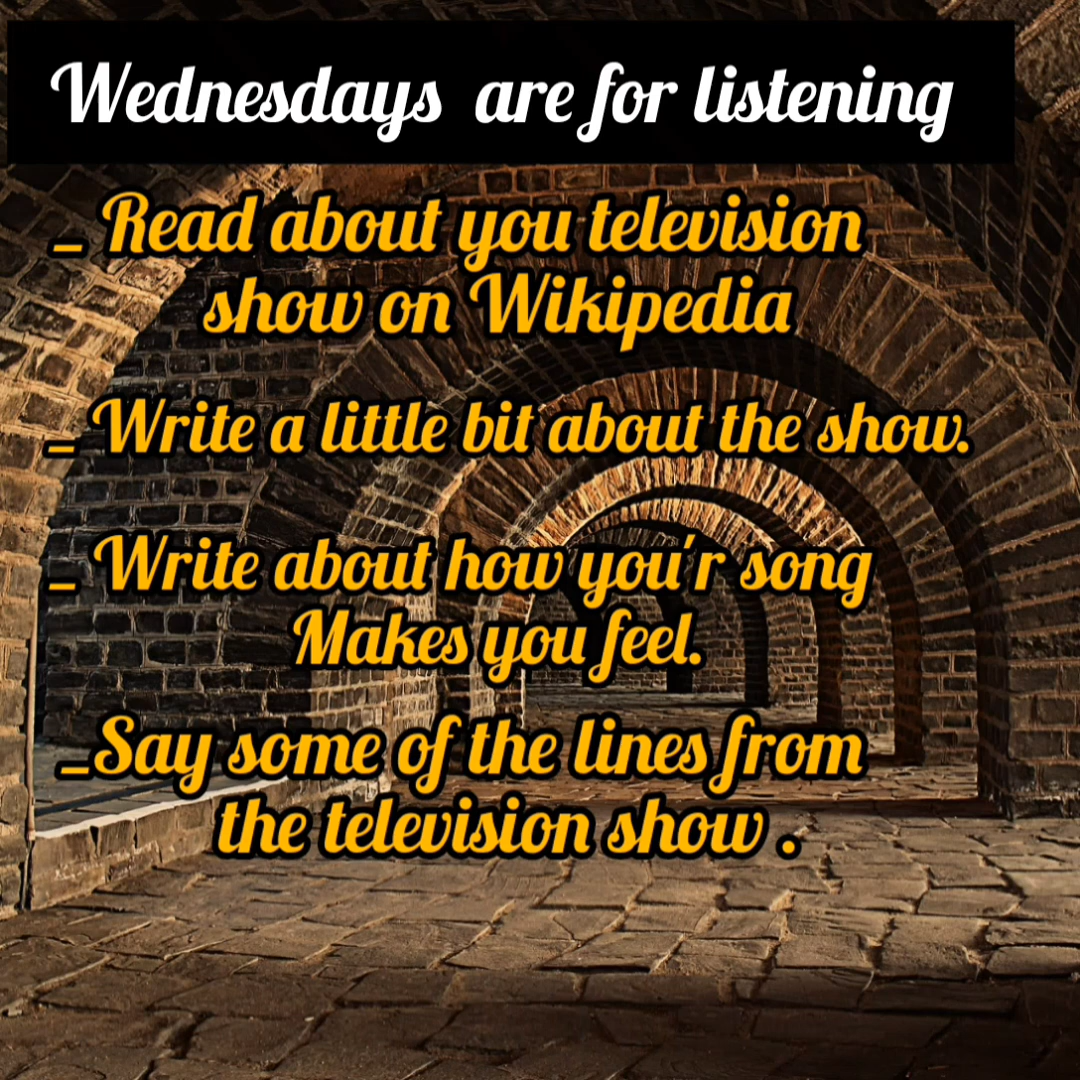 Wednesdays are for listening
_ Read about you television
show on Wikipedia
_ Write a little bit about the show.
_ Write about how you'r song
Makes you feel.
_Say some of the lines from
the television show .